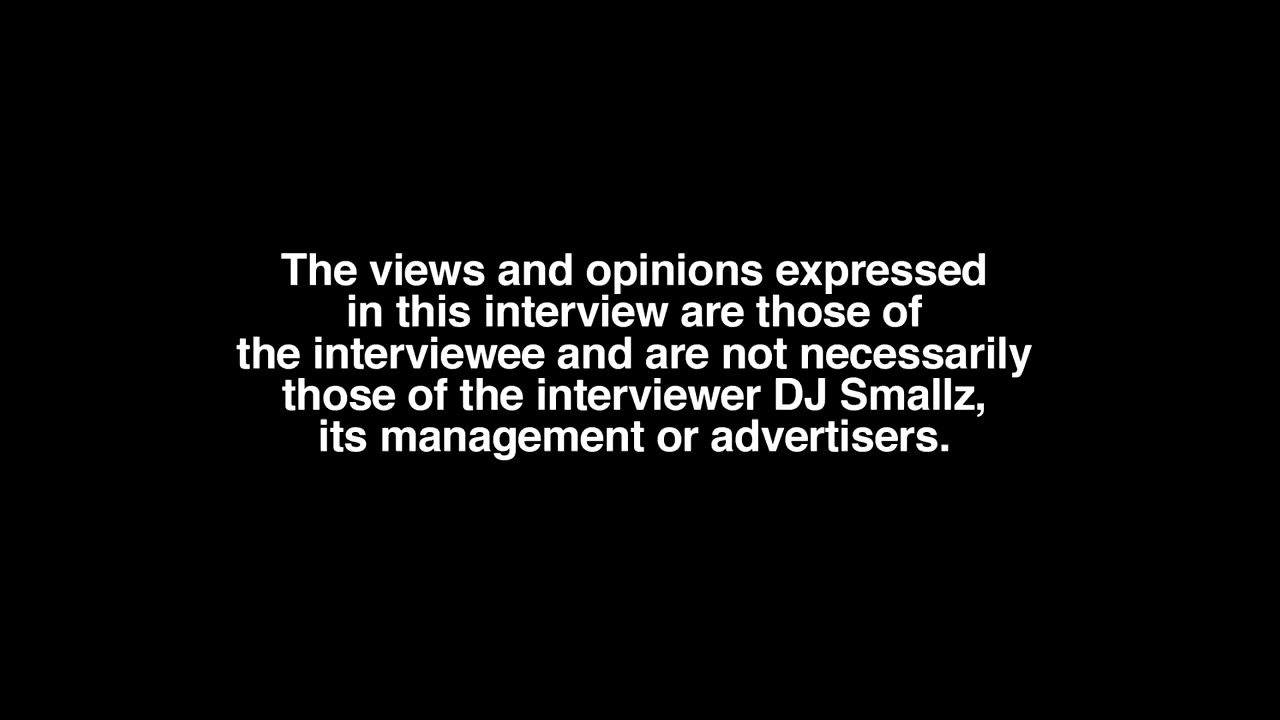 The views and opinions expressed
in this interview are those of
the interviewee and are not necessarily
those of the interviewer DJ Smallz,
its management or advertisers.